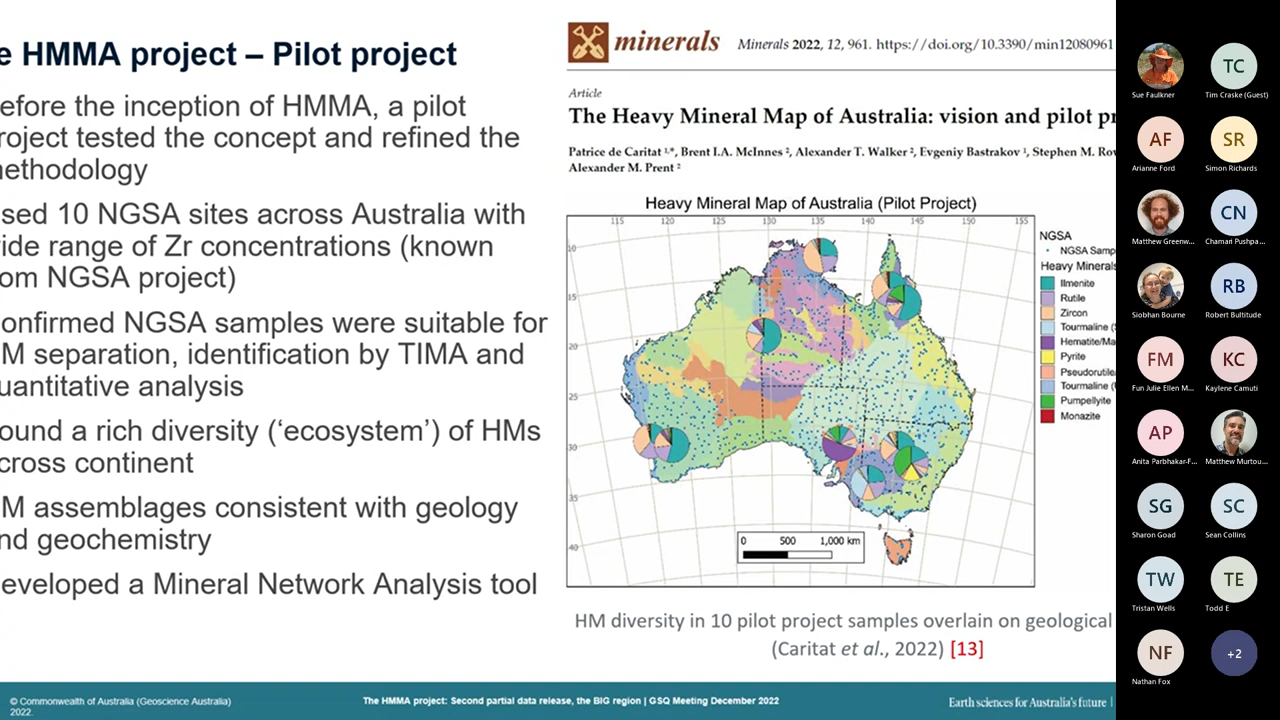 e HMMA project – Pilot project
efore the inception of HMMA, a pilot
roject tested the concept and refined the
ethodology
sed 10 NGSA sites across Australia with
ide range of Zr concentrations (known
om NGSA project)
onfirmed NGSA samples were suitable for
M separation, identification by TIMA and
uantitative analysis
ound a rich diversity (‘ecosystem’) of HMs
cross continent
M assemblages consistent with geology
nd geochemistry
eveloped a Mineral Network Analysis tool
minerals
Minerals 2022, 12, 961. https://doi.org/10.3390/min12080961
Article
The Heavy Mineral Map of Australia: vision and pilot pr
Patrice de Caritat 1,*, Brent I.A. McInnes 2, Alexander T. Walker 2, Evgeniy Bastrakov 1, Stephen M. Row
Alexander M. Prent 2
Heavy Mineral Map of Australia (Pilot Project)
115 120 125 130 135 140 145 150 155
10
15
20
25
30
35
40
0 500 1,000 km
NGSA
NGSA Samp
Heavy Minerals
Ilmenite
Rutile
Zircon
Tourmaline (
Hematite/Ma
Pyrite
Pseudorutile
Tourmaline (
Pumpellyite
Monazite
HM diversity in 10 pilot project samples overlain on geological
(Caritat et al., 2022) [13]
© Commonwealth of Australia (Geoscience Australia)
2022.
The HMMA project: Second partial data release, the BIG region | GSQ Meeting December 2022
Earth sciences for Australia's future |
Sue Faulkner
TC
Tim Craske (Guest)
AF
Arianne Ford
SR
Simon Richards
Matthew Greenw...
CN
Chamari Pushpa...
Siobhan Bourne
RB
Robert Bultitude
FM
Fun Julie Ellen M...
KC
Kaylene Camuti
AP
Anita Parbhakar-F...
Matthew Murtou...
SG
Sharon Goad
SC
Sean Collins
TW
Tristan Wells
TE
Todd E
NF
Nathan Fox
+2